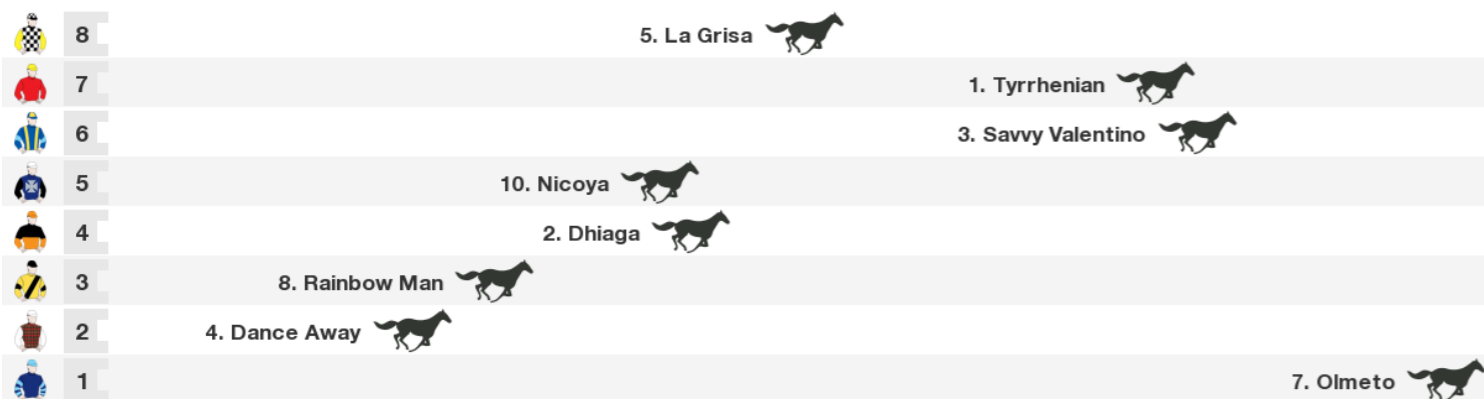 8 5. La Grisa
7 1. Tyrrhenian
6 3. Savvy Valentino
5 10. Nicoya
4 2. Dhiaga
3 8. Rainbow Man
2 4. Dance Away
1 7. Olmeto